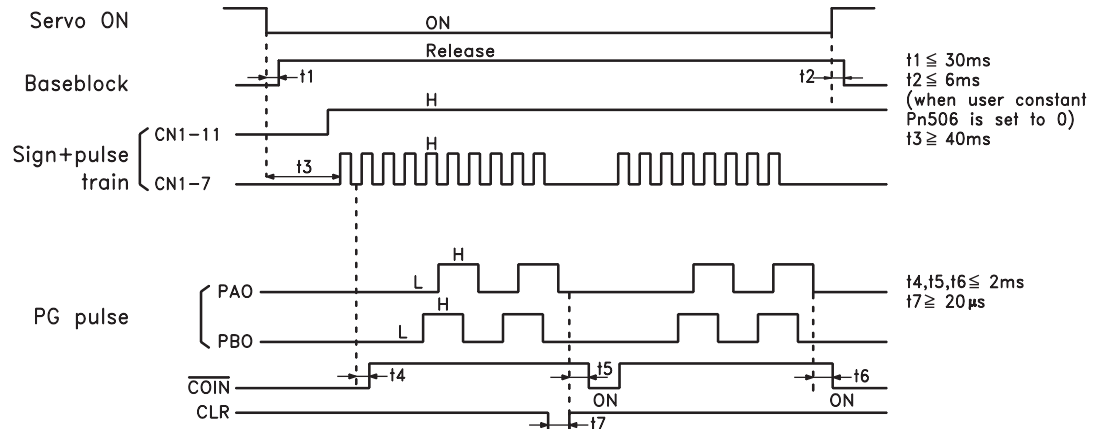 Servo ON
ON
Release
Baseblock
t1
t2
t1≦ 30ms
t2≦ 6ms
(when user constant
Pn506 is set to 0)
t3≧ 40ms
H
CN1-11
Sign+pulse
train
H
t3
CN1-7
H
L
PAO
t4,t5,t6≦ 2ms
t7≧ 20μs
PG pulse
H
L
PBO
COIN
t4
t5
t6
ON
ON
CLR
t7